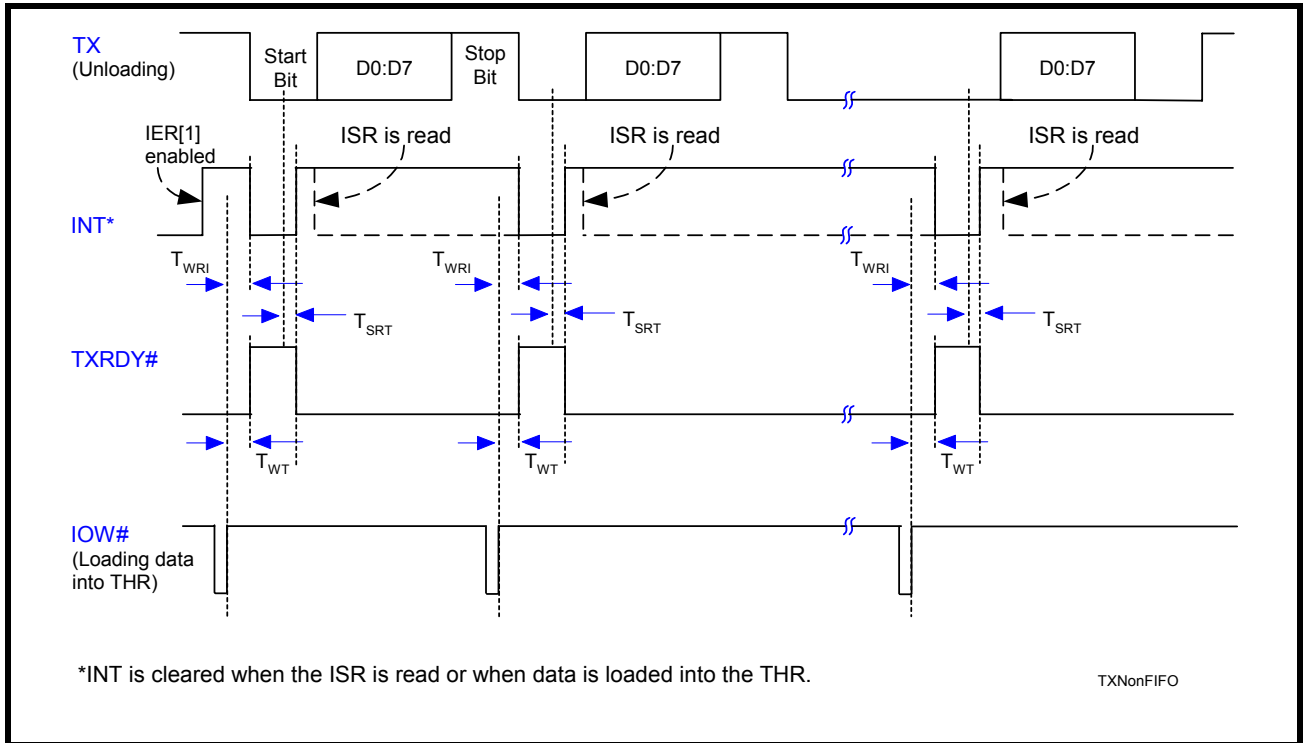 TX
(Unloading)
Start
Bit
D0:D7
Stop
Bit
D0:D7
D0:D7
IER[1]
enabled
ISR is read
ISR is read
ISR is read
INT*
TWRI
TWRI
TWRI
TSRT
TSRT
TSRT
TXRDY#
TWT
TWT
TWT
IOW#
(Loading data
into THR)
*INT is cleared when the ISR is read or when data is loaded into the THR.
TXNonFIFO